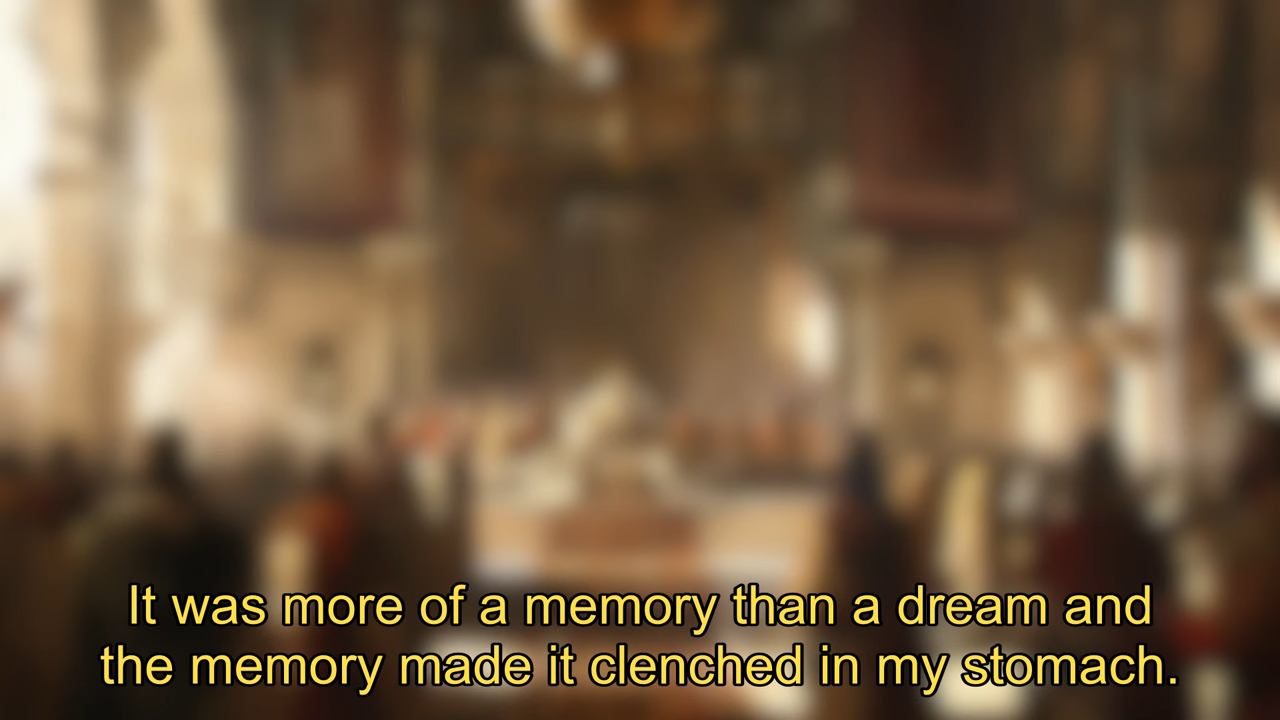 It was more of a memory than a dream and
the memory made it clenched in my stomach.